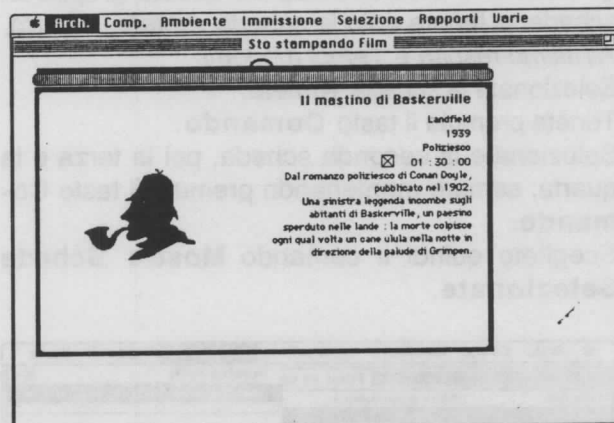 Arch. Comp. Ambiente Immissione Selezione Rapporti Varie
Sto stampando Film
Il mastino di Baskerville
Landfield
1939
Poliziesco
01:30:00
Dal romanzo poliziesco di Conan Doyle,
pubblicato nel 1902.
Una sinistra leggenda incombe sugli
abitanti di Baskerville, un paesino
sperduto nelle lande : la morte colpisce
ogni qual volta un cane ulula nella notte in
direzione della palude di Grimpen.